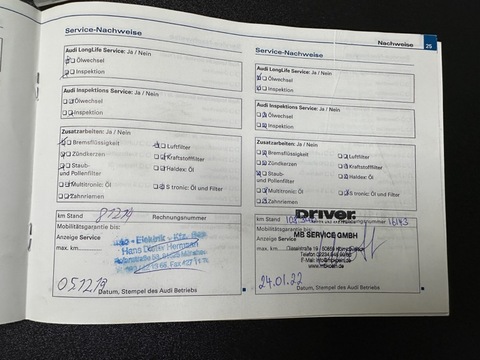 Service-Nachweise
Audi LongLife Service: Ja / Nein
Ölwechsel
Inspektion
Audi Inspektions Service: Ja / Nein
Ölwechsel
Inspektion
Zusatzarbeiten: Ja / Nein
Bremsflüssigkeit
Luftfilter
Zündkerzen
Kraftstofffilter
Staub-
und Pollenfilter
Haldex: Öl
Multitronic: Öl
S tronic: Öl und Filter
Zahnriemen
km Stand 81219 Rechnungsnummer
Mobilitätsgarantie bis:
Anzeige Service
max. km
Elektrik
Kfz.
Hans Dieter
05.12.19
Datum, Stempel des Audi Betriebs
Nachweise 25
Service-Nachweise
Audi LongLife Service: Ja / Nein
Ölwechsel
Inspektion
Audi Inspektions Service: Ja / Nein
Ölwechsel
Inspektion
Zusatzarbeiten: Ja / Nein
Bremsflüssigkeit
Luftfilter
Zündkerzen
Kraftstofffilter
Staub-
und Pollenfilter
Haldex: Öl
Multitronic: Öl
S tronic: Öl und Filter
Zahnriemen
km Stand
Driver.
Mobilitätsgarantie bis:
MB SERVICE GMBH
Anzeige Service
max. km
24.01.22
Datum, Stempel des Audi Betriebs